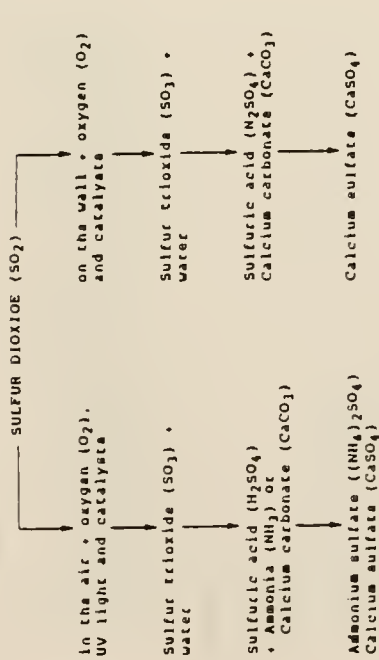 SULFUR DIOXIDE (SO2)
in the air + oxygen (O2),
UV light and catalysts
Sulfur trioxide (SO3) +
water
Sulfuric acid (H2SO4)
+ Ammonia (NH3) or
Calcium carbonate (CaCO3)
Ammonium sulfate ((NH4)2SO4)
Calcium sulfate (CaSO4)
on the wall + oxygen (O2)
and catalysts
Sulfur trioxide (SO3) +
water
Sulfuric acid (N2SO4) +
Calcium carbonate (CaCO3)
Calcium sulfate (CaSO4)